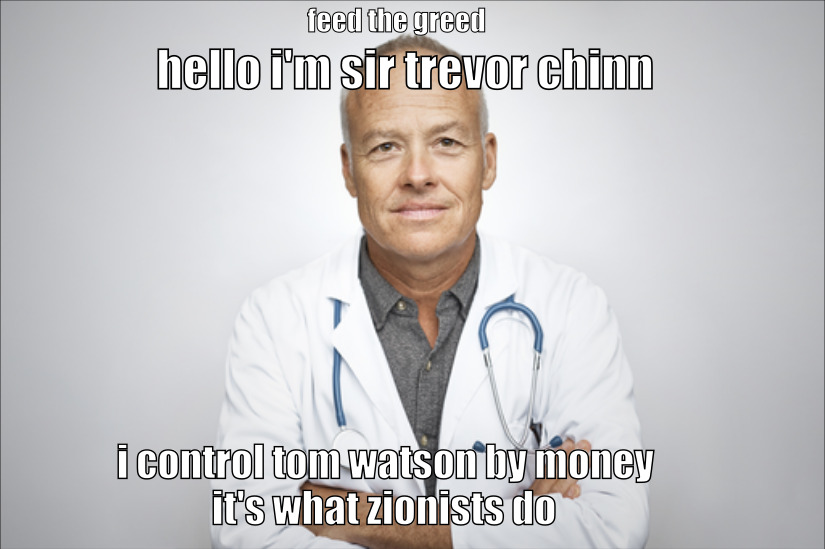 feed the greed
hello i'm sir trevor chinn
i control tom watson by money
it's what zionists do